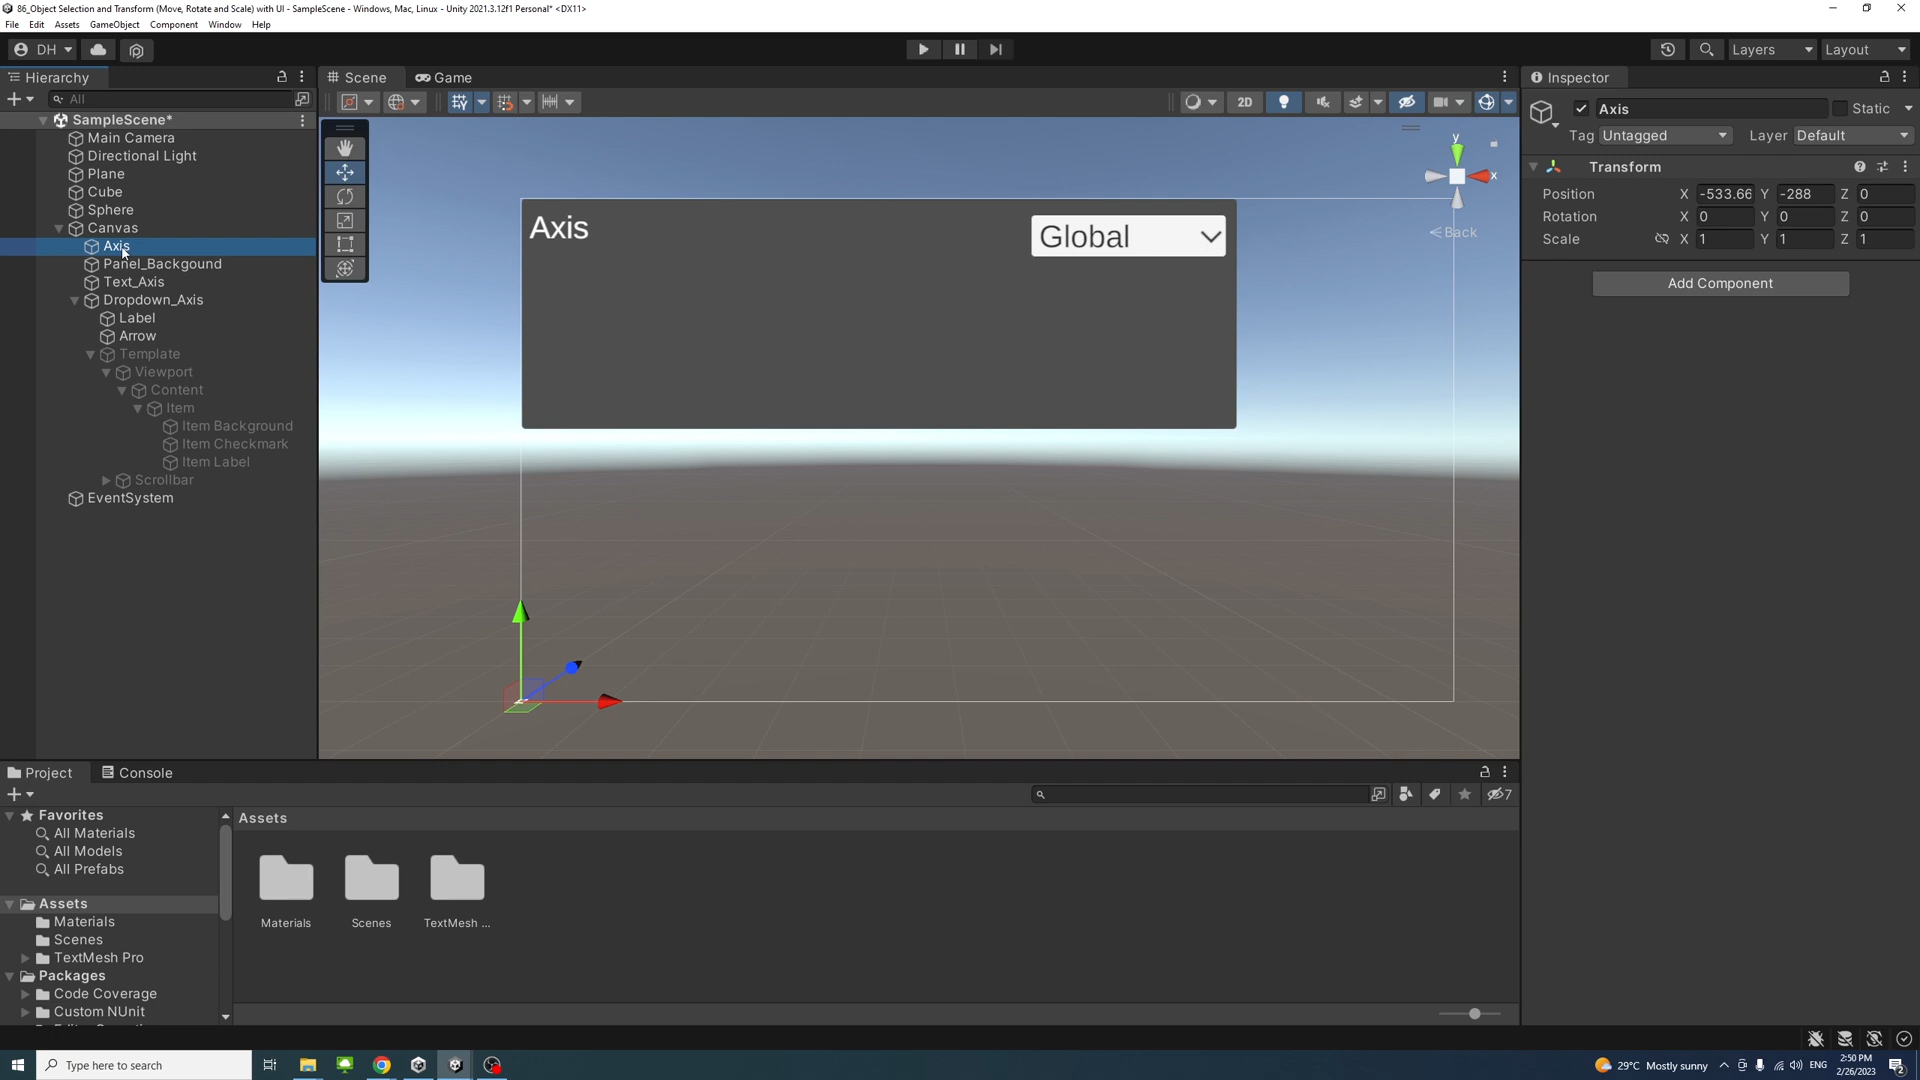 86_Object Selection and Transform (Move, Rotate and Scale) with UI - SampleScene - Windows, Mac, Linux - Unity 2021.3.12f1 Personal* <DX11>
File Edit Assets GameObject Component Window Help
DH Layers Layout
Hierarchy Scene Game Inspector
All 2D
SampleScene*
Main Camera
Directional Light
Plane
Cube
Sphere
Canvas
Axis
Panel_Backgound
Text_Axis
Dropdown_Axis
Label
Arrow
Template
Viewport
Content
Item
Item Background
Item Checkmark
Item Label
Scrollbar
EventSystem
Axis
Global
y
x
Back
Axis Static
Tag Untagged Layer Default
Transform
Position X -533.66 Y -288 Z 0
Rotation X 0 Y 0 Z 0
Scale X 1 Y 1 Z 1
Add Component
Project Console
7
Favorites
All Materials
All Models
All Prefabs
Assets
Materials
Scenes
TextMesh Pro
Packages
Code Coverage
Custom NUnit
Assets
Materials Scenes TextMesh ...
Type here to search
29°C Mostly sunny ENG
2:50 PM
2/26/2023
2